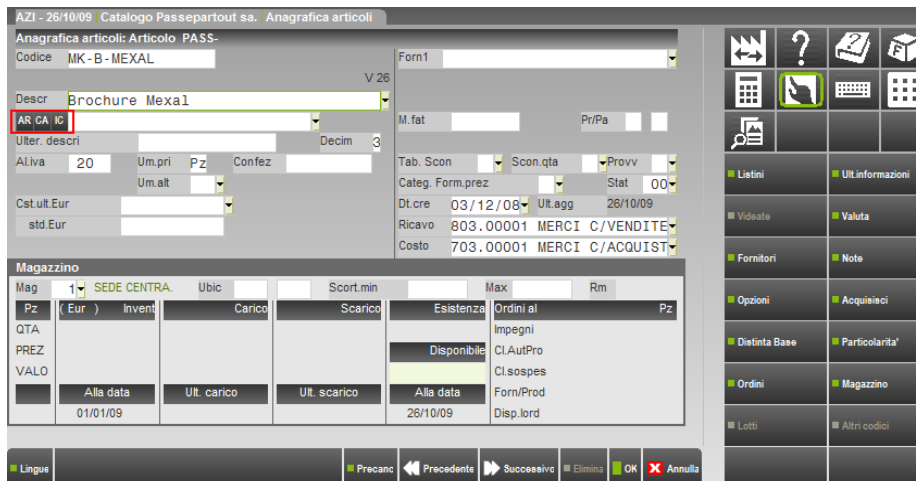 AZI - 26/10/09 Catalogo Passepartout sa. Anagrafica articoli
Anagrafica articoli: Articolo PASS-
Codice MK-B-MEXAL Forn1
V 26
Descr Brochure Mexal
AR CA IC M.fat Pr/Pa
Ulter. descri Decim 3
Al.iva 20 Um.pri Pz Confez Tab. Scon Scon.qta Provv
Um.alt Categ. Form.prez Stat 00
Cst.ult.Eur Dt.cre 03/12/08 Ult.agg 26/10/09
std.Eur Ricavo 803.00001 MERCI C/VENDITE
Costo 703.00001 MERCI C/ACQUIST
Magazzino
Mag 1 SEDE CENTRA. Ubic Scort.min Max Rm
Pz (Eur ) Invent Carico Scarico Esistenza Ordini al Pz
QTA Impegni
PREZ Disponibile Cl.AutPro
VALO Cl.sospes
Alla data Ult. carico Ult. scarico Alla data Forn/Prod
01/01/09 26/10/09 Disp.lord
Listini Ult.informazioni
Videate Valuta
Fornitori Note
Opzioni Acquisisci
Distinta Base Particolarita'
Ordini Magazzino
Lotti Altri codici
Lingue Precanc Precedente Successivo Elimina OK Annulla